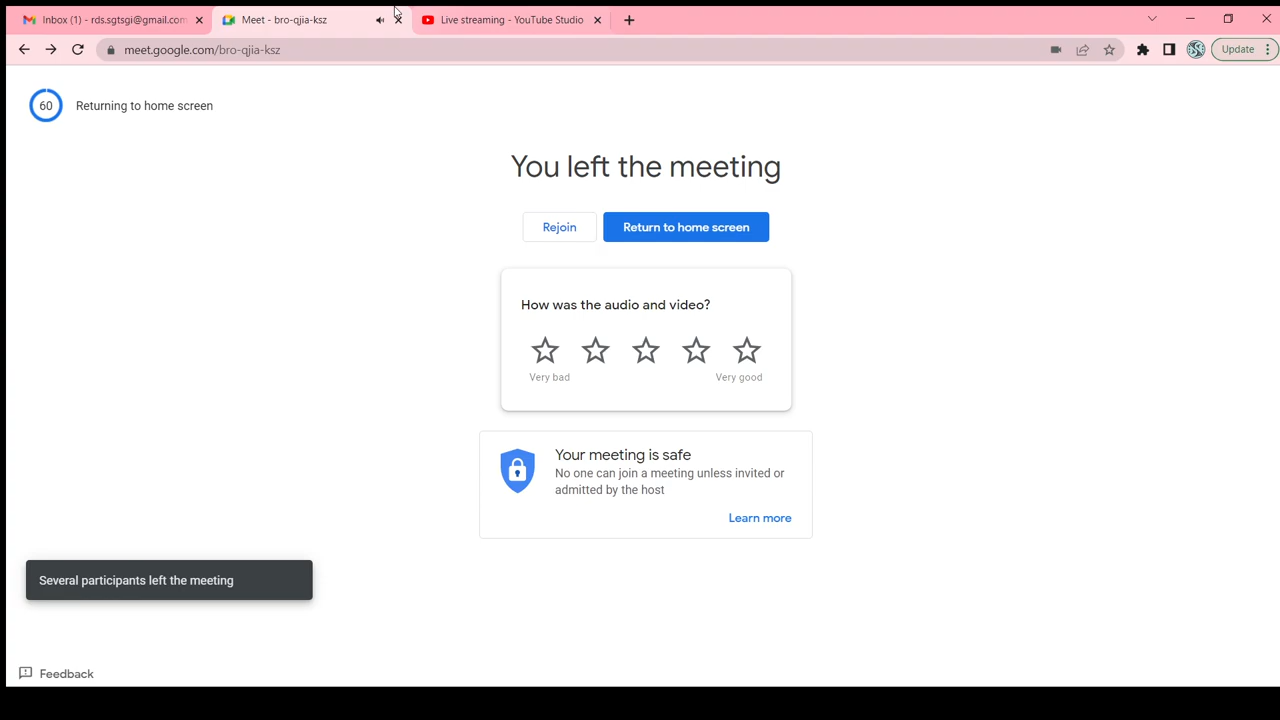 Inbox (1) - rds.sgtsgi@gmail.com
Meet - bro-qjia-ksz
Live streaming - YouTube Studio
meet.google.com/bro-qjia-ksz
Update
60
Returning to home screen
You left the meeting
Rejoin
Return to home screen
How was the audio and video?
Very bad
Very good
Your meeting is safe
No one can join a meeting unless invited or
admitted by the host
Learn more
Several participants left the meeting
Feedback